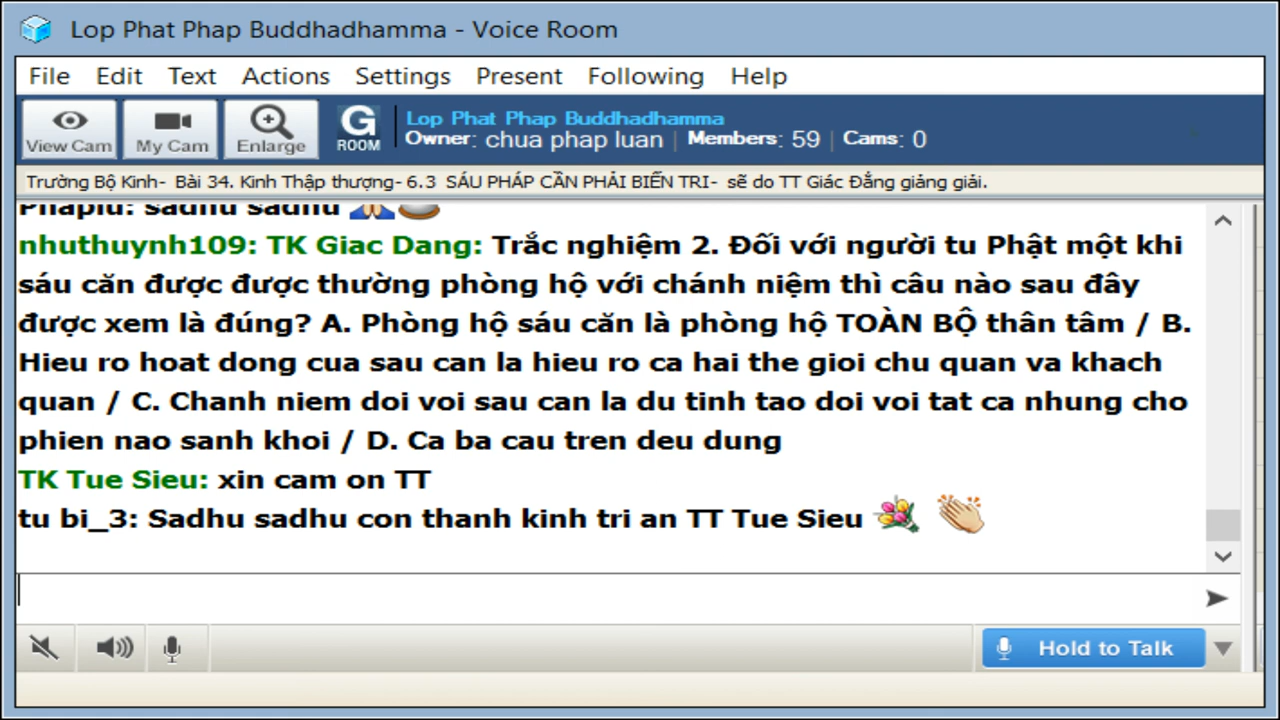 Lop Phat Phap Buddhadhamma - Voice Room
File Edit Text Actions Settings Present Following Help
View Cam My Cam Enlarge G ROOM
Lop Phat Phap Buddhadhamma
Owner: chua phap luan | Members: 59 | Cams: 0
Trường Bộ Kinh- Bài 34. Kinh Thập thượng- 6.3 SÁU PHÁP CẦN PHẢI BIẾN TRI- sẽ do TT Giác Đẳng giảng giải.
Phaplu: sadhu sadhu
nhuthuynh109: TK Giac Dang: Trắc nghiệm 2. Đối với người tu Phật một khi
sáu căn được được thường phòng hộ với chánh niệm thì câu nào sau đây
được xem là đúng? A. Phòng hộ sáu căn là phòng hộ TOÀN BỘ thân tâm / B.
Hieu ro hoat dong cua sau can la hieu ro ca hai the gioi chu quan va khach
quan / C. Chanh niem doi voi sau can la du tinh tao doi voi tat ca nhung cho
phien nao sanh khoi / D. Ca ba cau tren deu dung
TK Tue Sieu: xin cam on TT
tu bi_3: Sadhu sadhu con thanh kinh tri an TT Tue Sieu
Hold to Talk